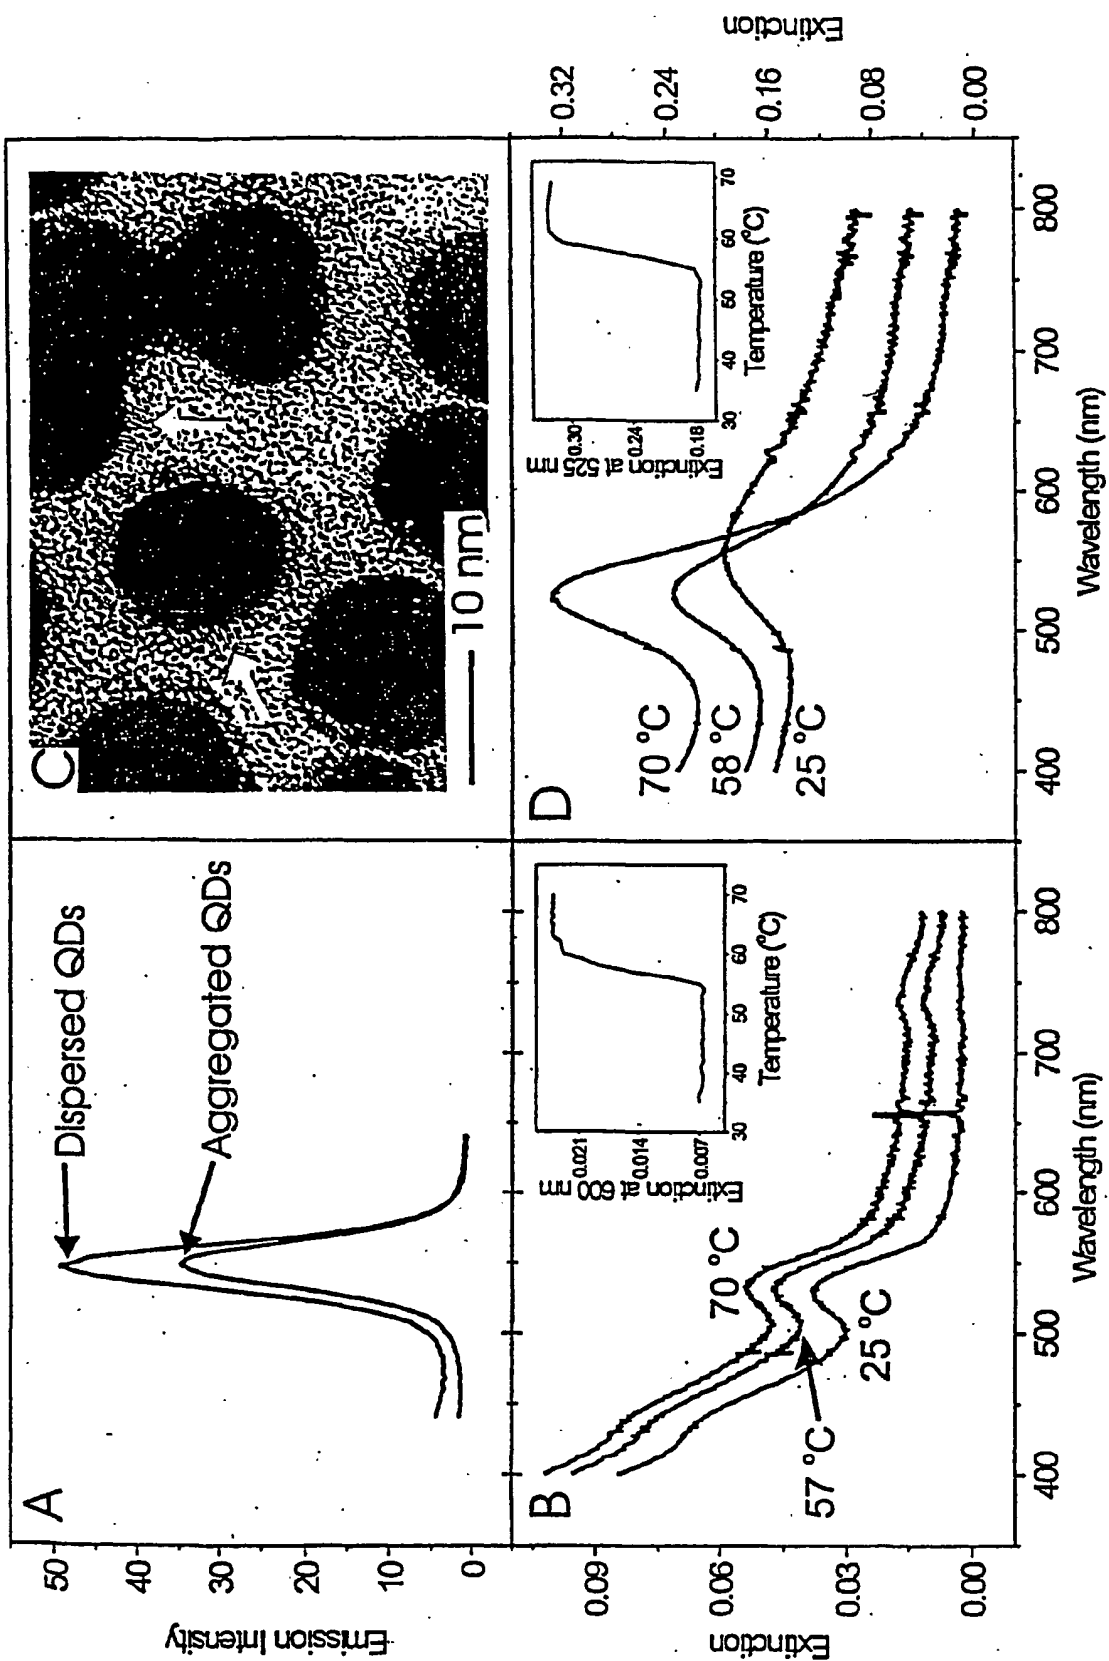 A
Dispersed QDs
Aggregated QDs
50
40
30
20
10
0
Emission Intensity
C
10 nm
B
70 °C
57 °C
25 °C
0.09
0.06
0.03
0.00
Extinction
400
500
600
700
800
Wavelength (nm)
Extinction at 600 nm
0.021
0.014
0.007
30
40
50
60
70
Temperature (°C)
D
70 °C
58 °C
25 °C
0.32
0.24
0.16
0.08
0.00
Extinction
400
500
600
700
800
Wavelength (nm)
Extinction at 525 nm
0.30
0.24
0.18
30
40
50
60
70
Temperature (°C)